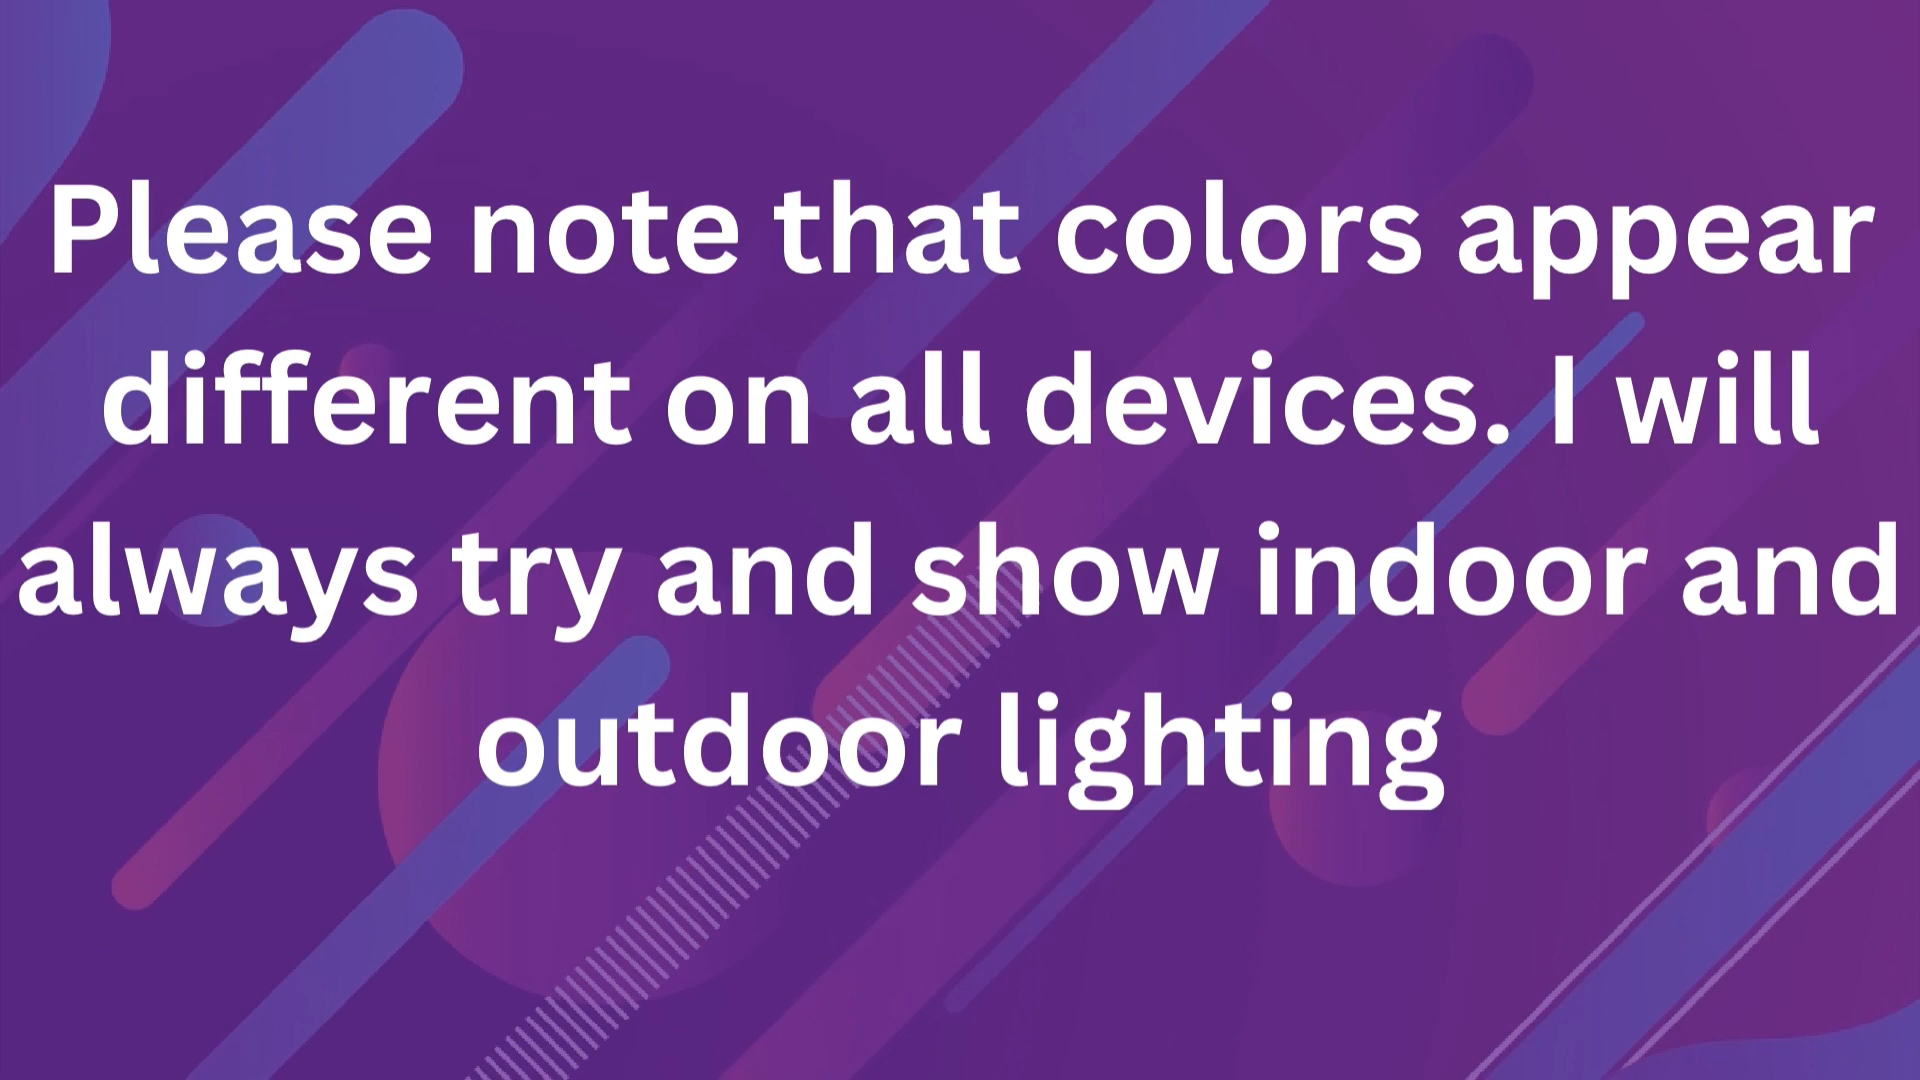 Please note that colors appear
different on all devices. I will
always try and show indoor and
outdoor lighting